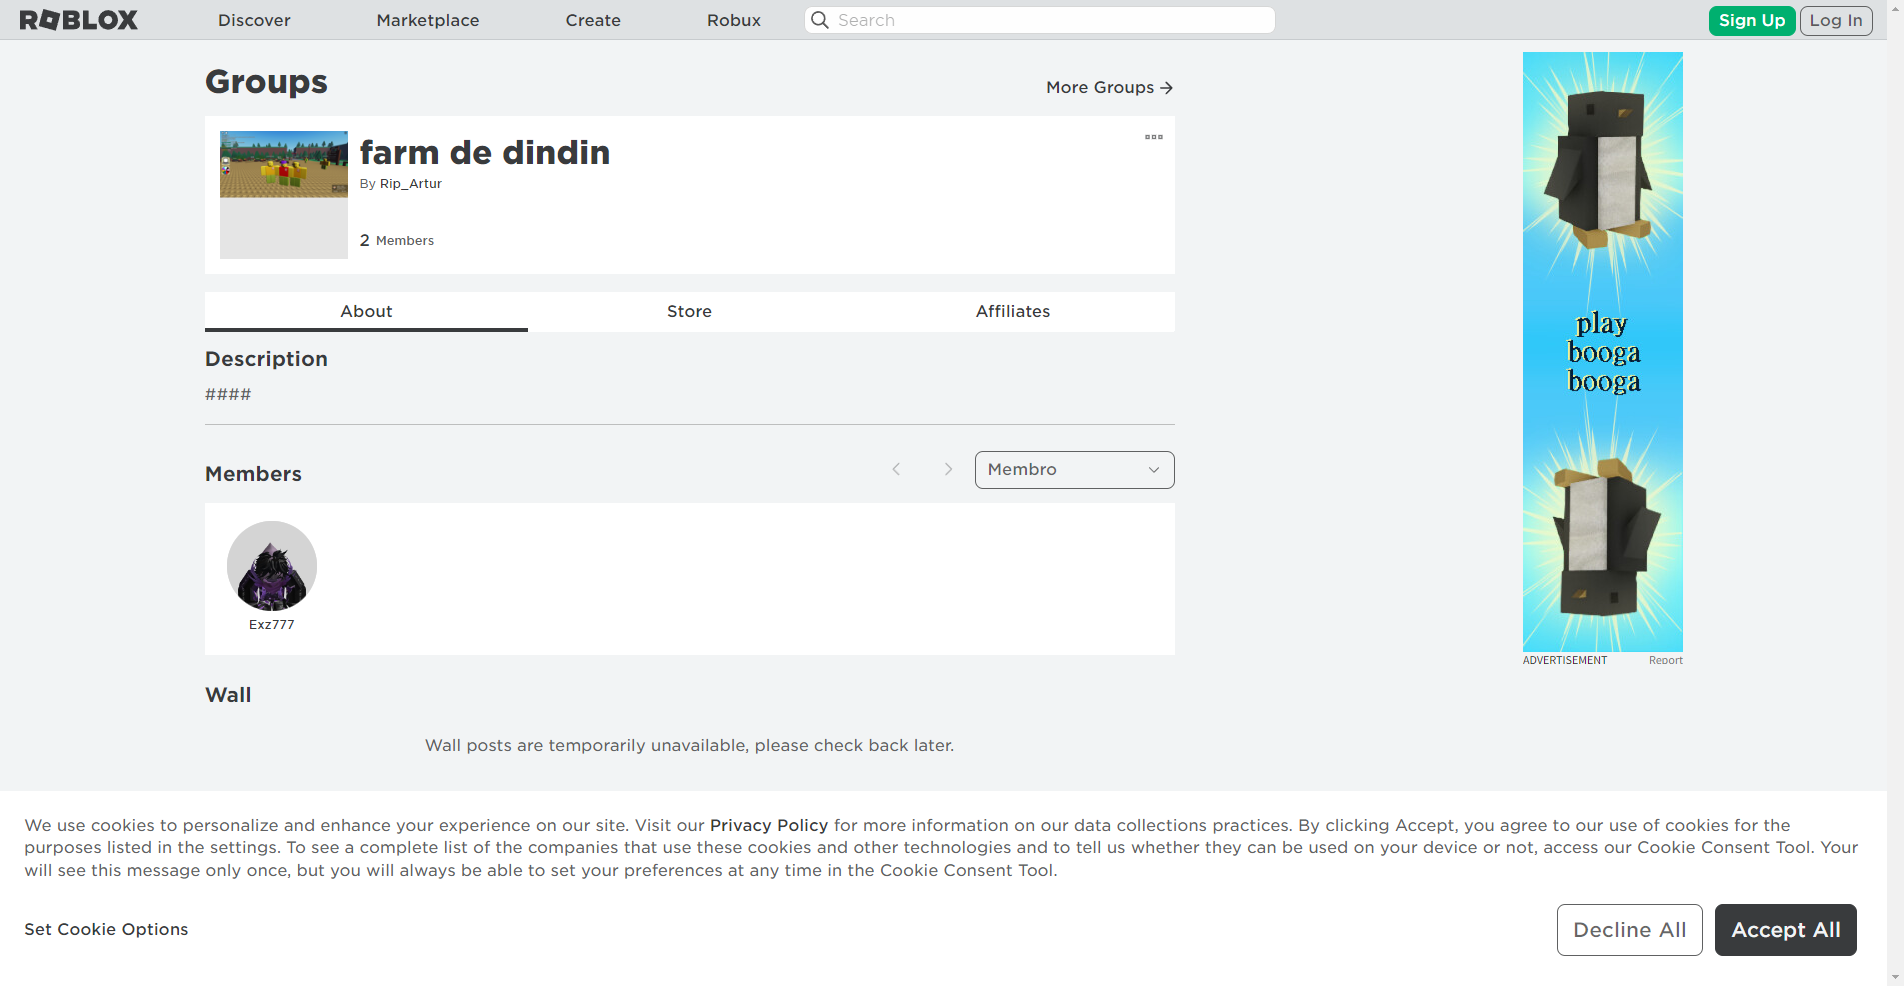 ROBLOX
Discover
Marketplace
Create
Robux
Search
Sign Up
Log In
Groups
More Groups
farm de dindin
By Rip_Artur
2 Members
About
Store
Affiliates
Description
####
Members
Membro
Exz777
Wall
Wall posts are temporarily unavailable, please check back later.
play
booga
booga
ADVERTISEMENT
Report
We use cookies to personalize and enhance your experience on our site. Visit our Privacy Policy for more information on our data collections practices. By clicking Accept, you agree to our use of cookies for the
purposes listed in the settings. To see a complete list of the companies that use these cookies and other technologies and to tell us whether they can be used on your device or not, access our Cookie Consent Tool. Your
will see this message only once, but you will always be able to set your preferences at any time in the Cookie Consent Tool.
Set Cookie Options
Decline All
Accept All